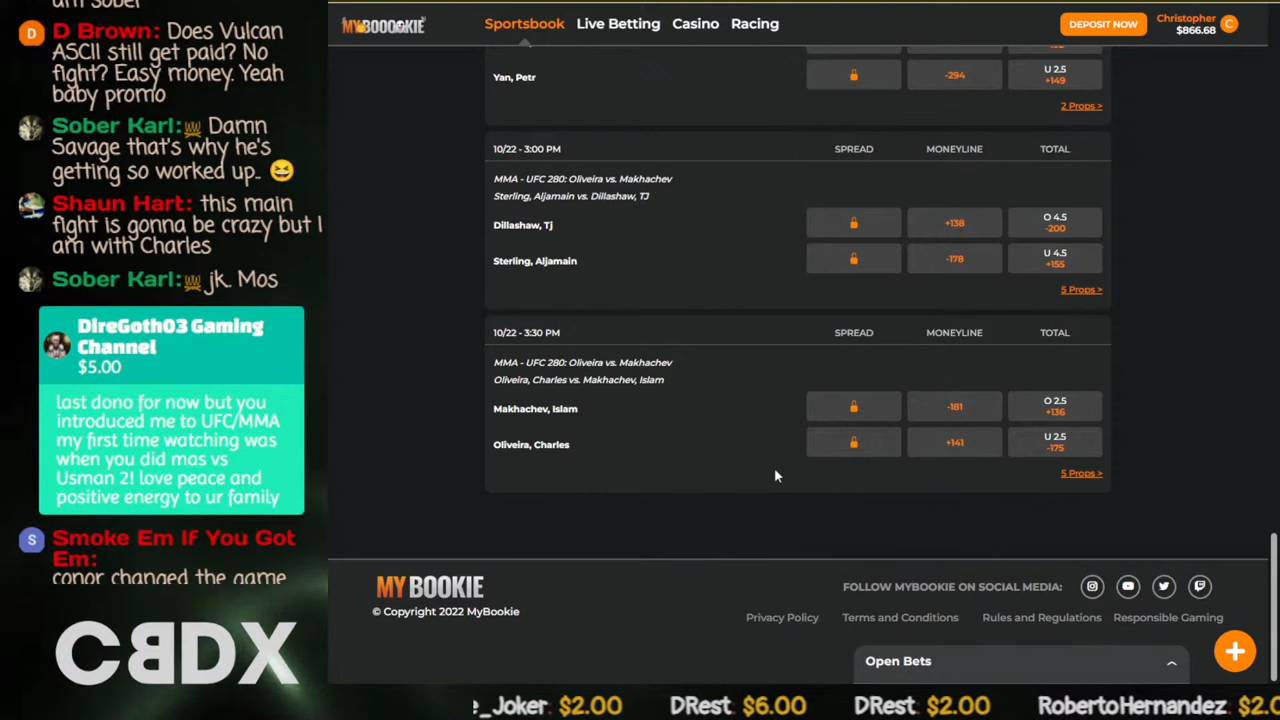 am sober
D Brown: Does Vulcan
ASCII still get paid? No
fight? Easy money. Yeah
baby promo
Sober Karl: Damn
Savage that's why he's
getting so worked up.. 😆
Shaun Hart: this main
fight is gonna be crazy but I
am with Charles
Sober Karl: jk. Mos
DireGoth03 Gaming
Channel
$5.00
last dono for now but you
introduced me to UFC/MMA
my first time watching was
when you did mas vs
Usman 2! love peace and
positive energy to ur family
Smoke Em If You Got
Em:
conor changed the game
CBDX
Sportsbook Live Betting Casino Racing
DEPOSIT NOW
Christopher C
$866.68
Yan, Petr -294 U 2.5
+149
2 Props >
10/22 - 3:00 PM SPREAD MONEYLINE TOTAL
MMA - UFC 280: Oliveira vs. Makhachev
Sterling, Aljamain vs. Dillashaw, TJ
Dillashaw, Tj +138 O 4.5
-200
Sterling, Aljamain -178 U 4.5
+155
5 Props >
10/22 - 3:30 PM SPREAD MONEYLINE TOTAL
MMA - UFC 280: Oliveira vs. Makhachev
Oliveira, Charles vs. Makhachev, Islam
Makhachev, Islam -181 O 2.5
+136
Oliveira, Charles +141 U 2.5
-175
5 Props >
MYBOOKIE
© Copyright 2022 MyBookie
FOLLOW MYBOOKIE ON SOCIAL MEDIA:
Privacy Policy Terms and Conditions Rules and Regulations Responsible Gaming
Open Bets
e_Joker $2.00 DRest $6.00 DRest $2.00 RobertoHernandez $2.0